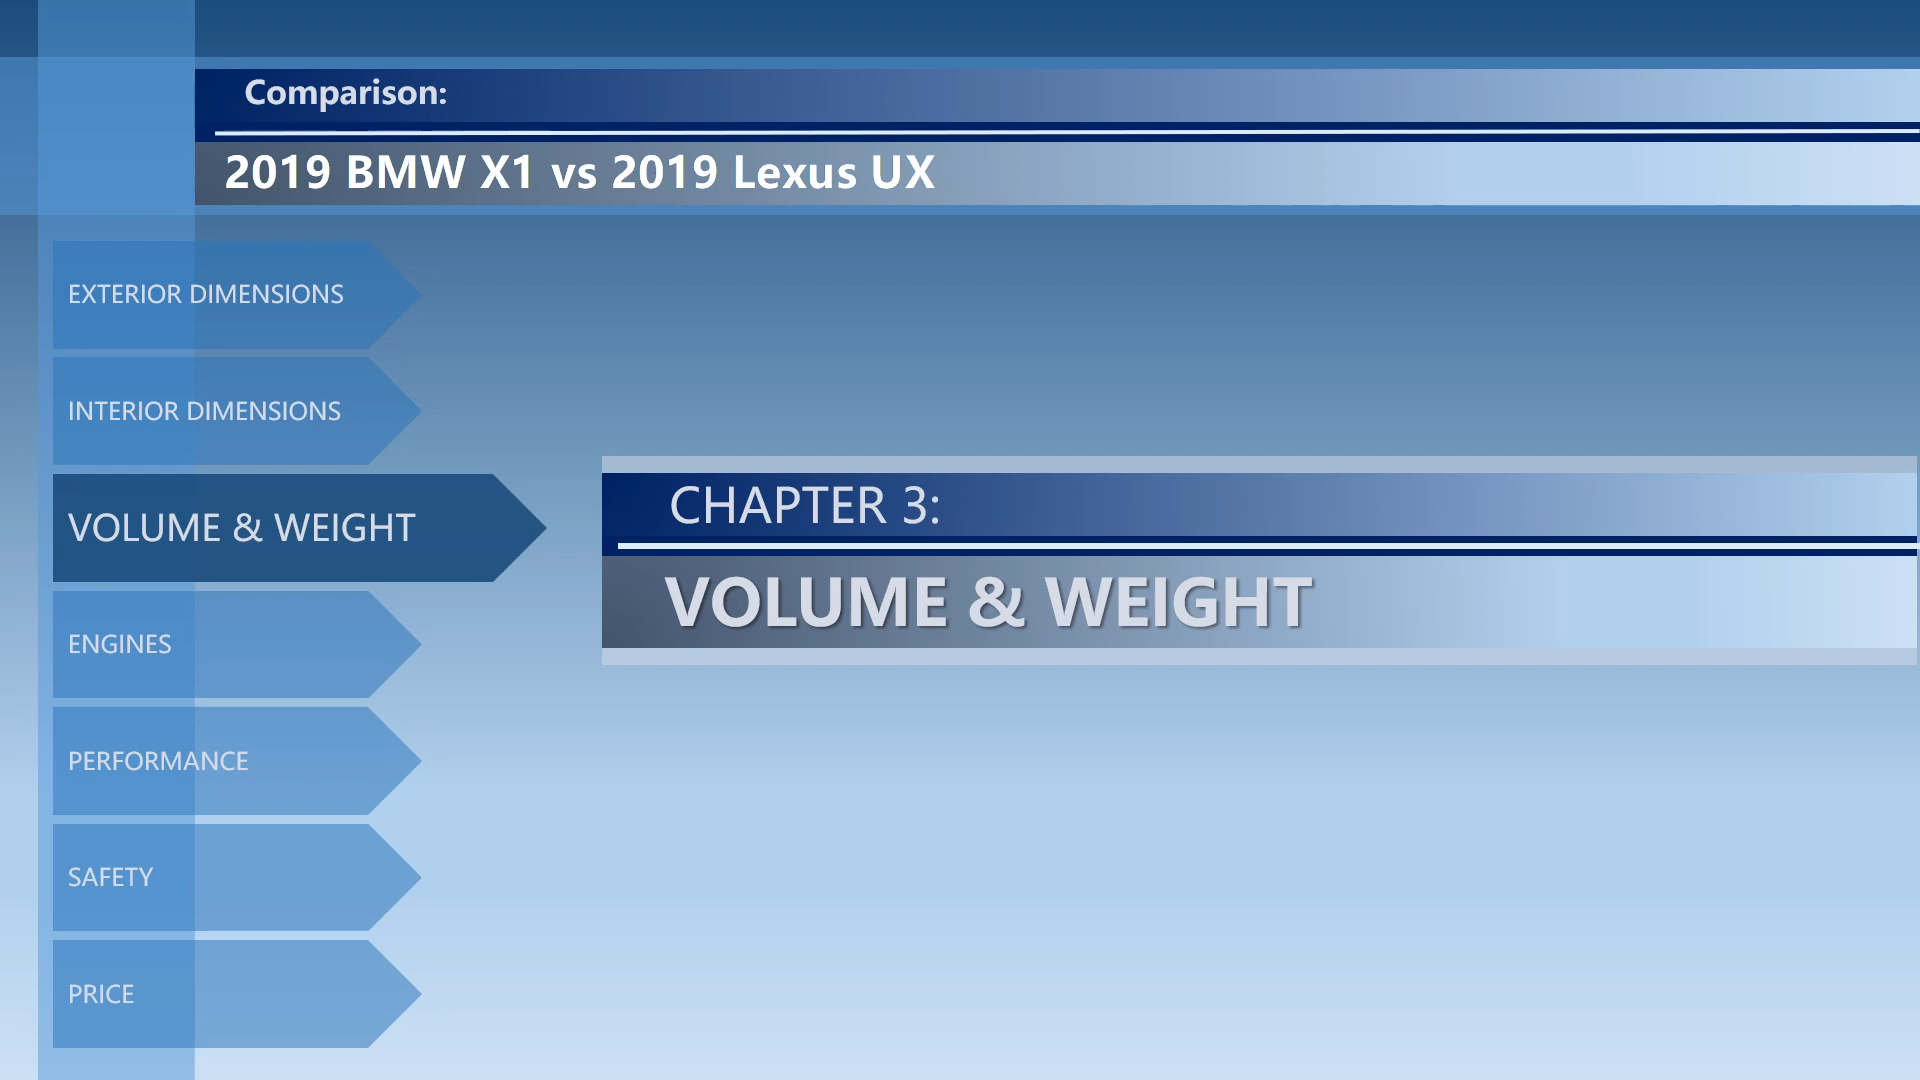 Comparison:
2019 BMW X1 vs 2019 Lexus UX
EXTERIOR DIMENSIONS
INTERIOR DIMENSIONS
VOLUME & WEIGHT
ENGINES
PERFORMANCE
SAFETY
PRICE
CHAPTER 3:
VOLUME & WEIGHT